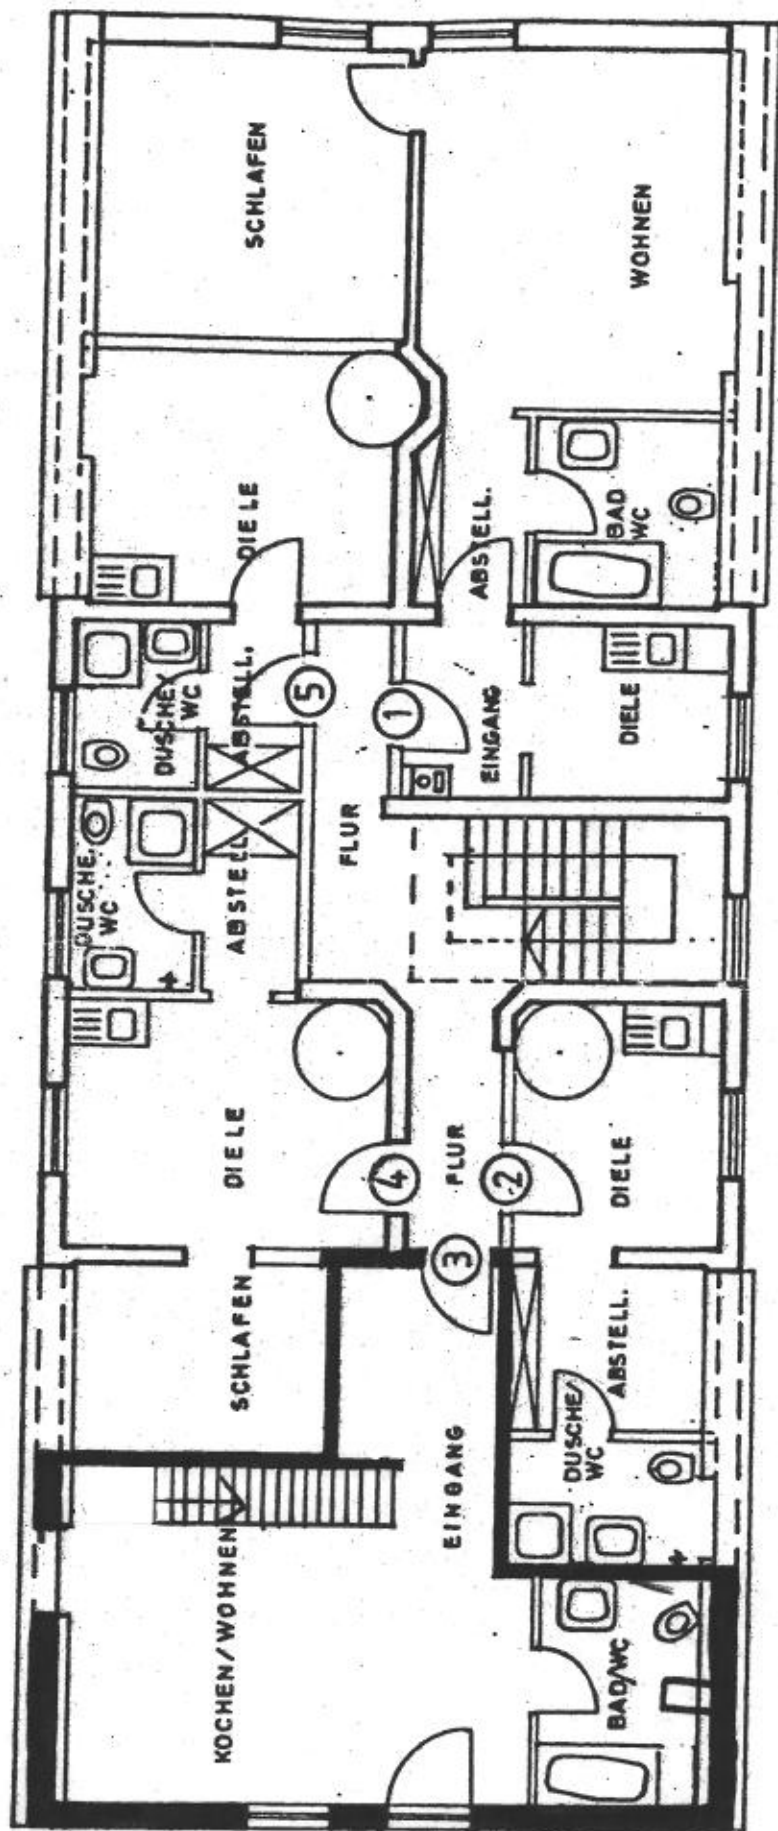 SCHLAFEN
WOHNEN
DIELE
ABSTELL.
BAD
WC
DUSCHE/
WC
ABSTELL.
5
1
EINGANG
DIELE
FLUR
DUSCHE/
WC
ABSTELL.
DIELE
4
FLUR
2
DIELE
3
SCHLAFEN
ABSTELL.
DUSCHE/
WC
EINGANG
KOCHEN/WOHNEN
BAD/WC